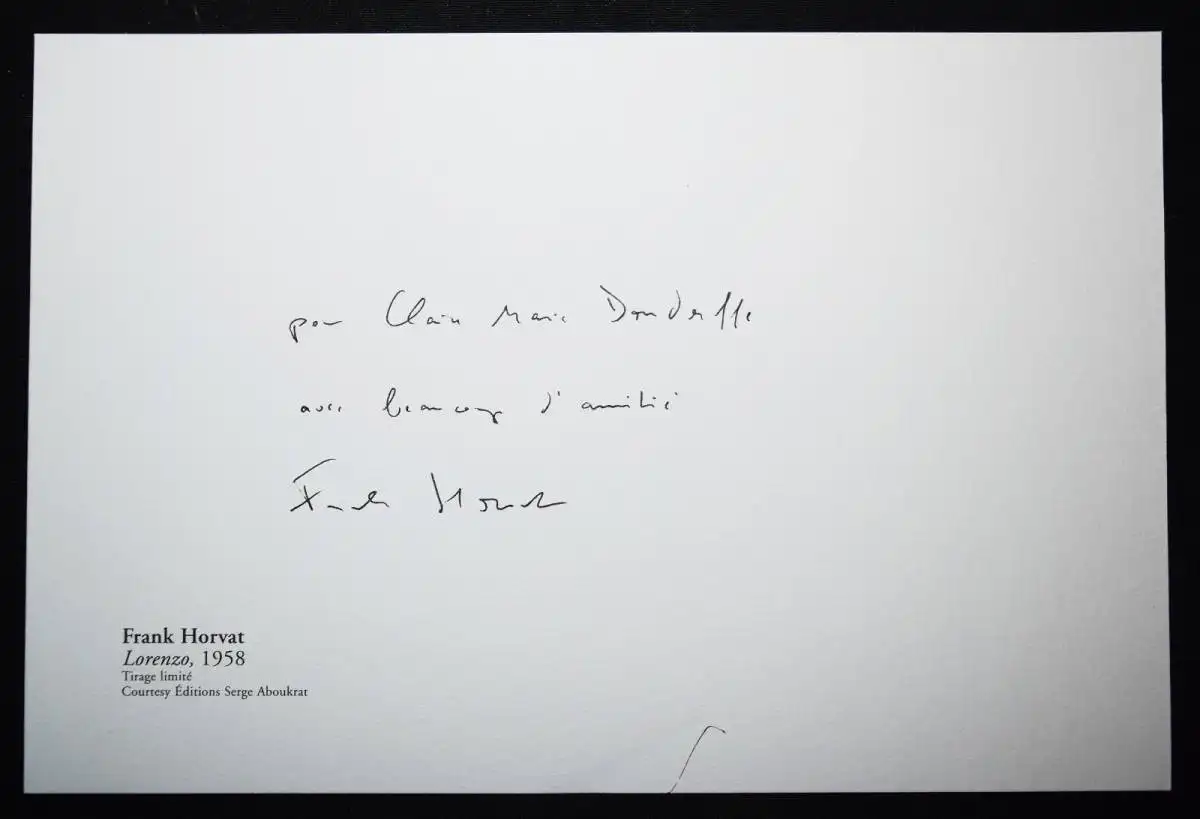 pour Claire Marie
avec beaucoup d'amitié
Frank Horvat
Frank Horvat
Lorenzo, 1958
Tirage limité
Courtesy Éditions Serge Aboukrat